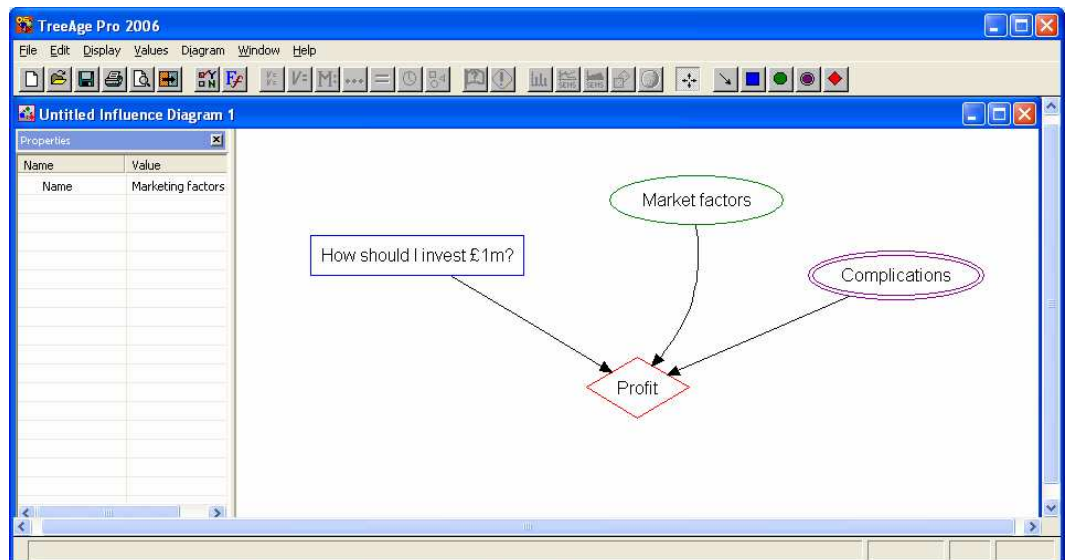 TreeAge Pro 2006
File Edit Display Values Diagram Window Help
Untitled Influence Diagram 1
Properties
Name Value
Name Marketing factors
Market factors
How should I invest £1m?
Complications
Profit